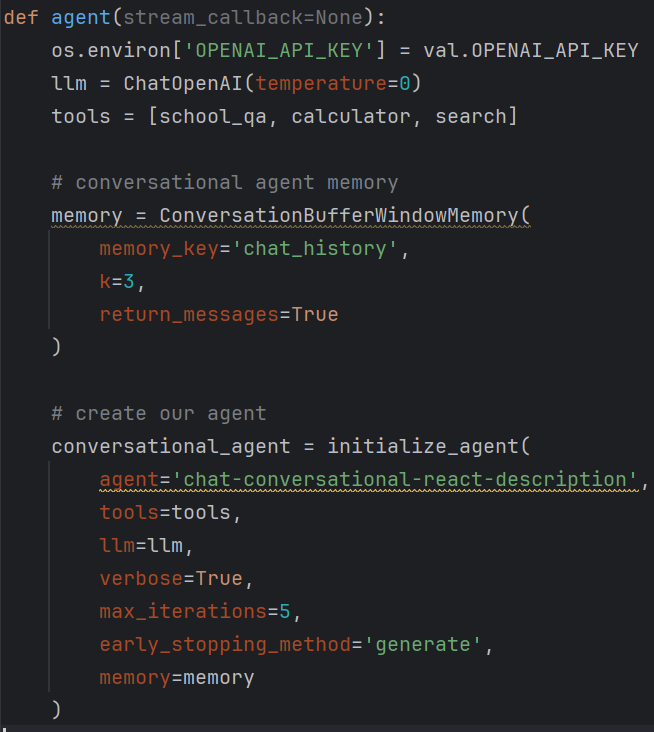 def agent(stream_callback=None):
    os.environ['OPENAI_API_KEY'] = val.OPENAI_API_KEY
    llm = ChatOpenAI(temperature=0)
    tools = [school_qa, calculator, search]

    # conversational agent memory
    memory = ConversationBufferWindowMemory(
        memory_key='chat_history',
        k=3,
        return_messages=True
    )

    # create our agent
    conversational_agent = initialize_agent(
        agent='chat-conversational-react-description',
        tools=tools,
        llm=llm,
        verbose=True,
        max_iterations=5,
        early_stopping_method='generate',
        memory=memory
    )